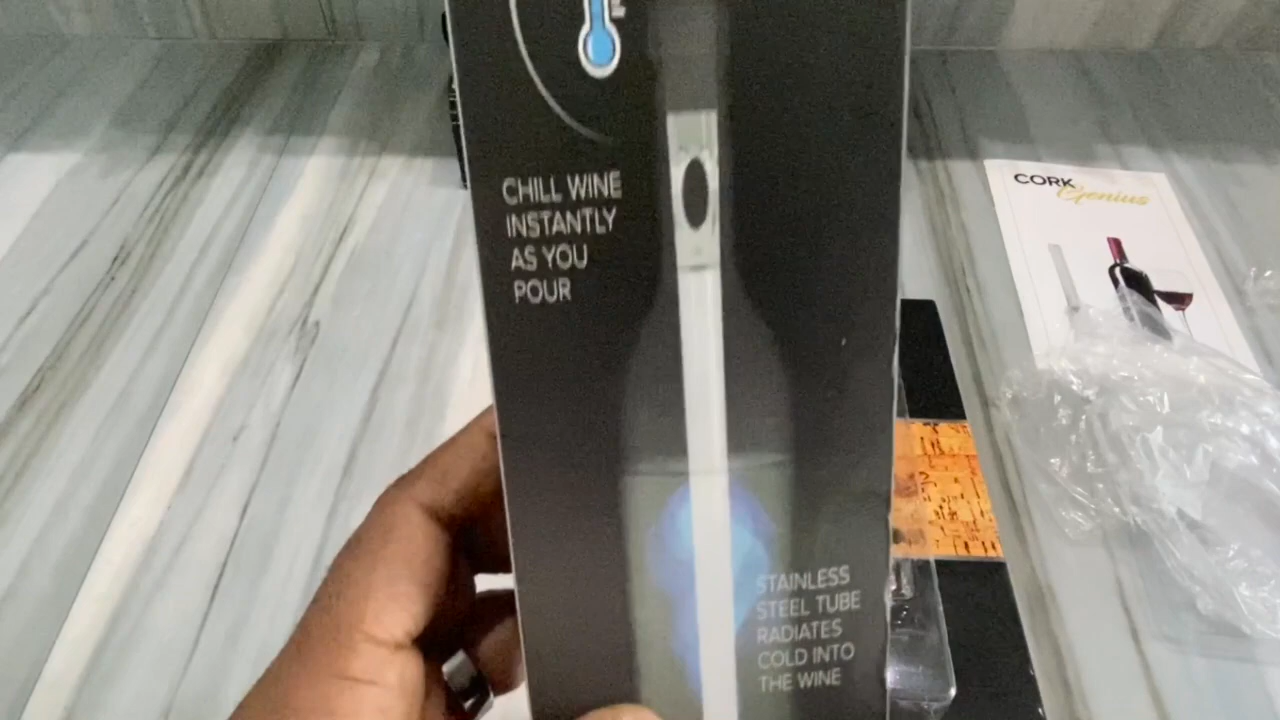 CHILL WINE
INSTANTLY
AS YOU
POUR
STAINLESS
STEEL TUBE
RADIATES
COLD INTO
THE WINE
CORK
Genius